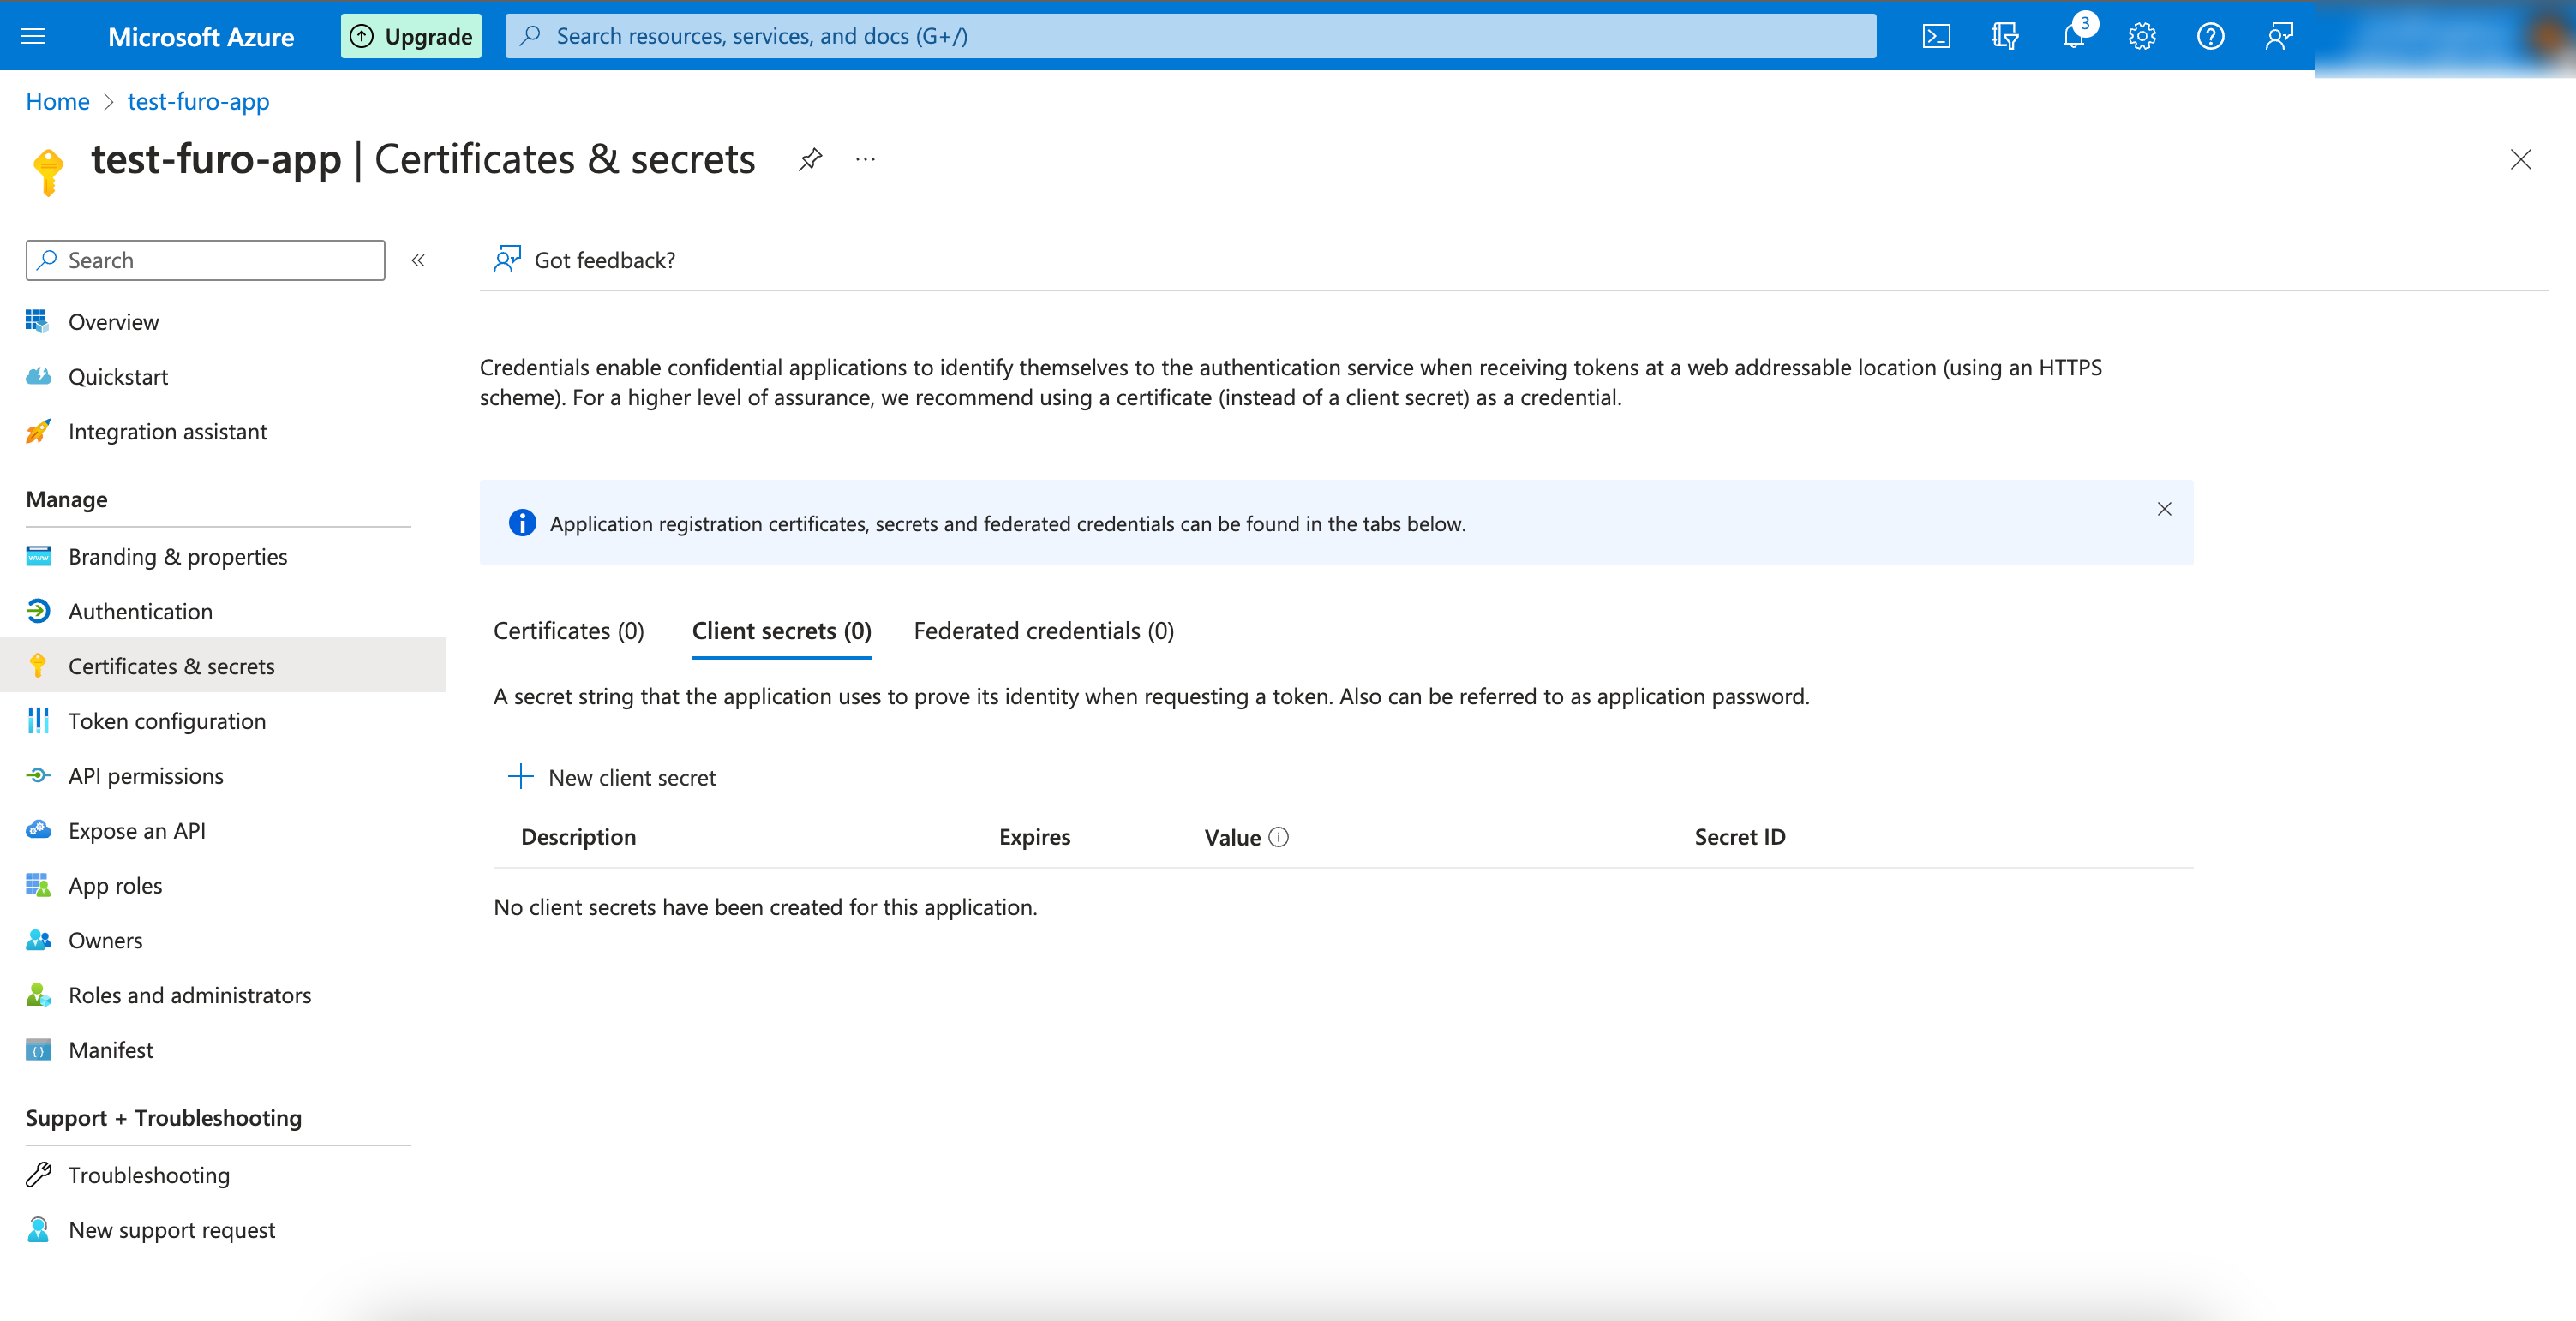 Microsoft Azure
Upgrade
Search resources, services, and docs (G+/)
3
Home > test-furo-app
test-furo-app | Certificates & secrets
Search
Got feedback?
Overview
Quickstart
Integration assistant
Manage
Branding & properties
Authentication
Certificates & secrets
Token configuration
API permissions
Expose an API
App roles
Owners
Roles and administrators
Manifest
Support + Troubleshooting
Troubleshooting
New support request
Credentials enable confidential applications to identify themselves to the authentication service when receiving tokens at a web addressable location (using an HTTPS
scheme). For a higher level of assurance, we recommend using a certificate (instead of a client secret) as a credential.
Application registration certificates, secrets and federated credentials can be found in the tabs below.
Certificates (0) Client secrets (0) Federated credentials (0)
A secret string that the application uses to prove its identity when requesting a token. Also can be referred to as application password.
New client secret
Description Expires Value Secret ID
No client secrets have been created for this application.